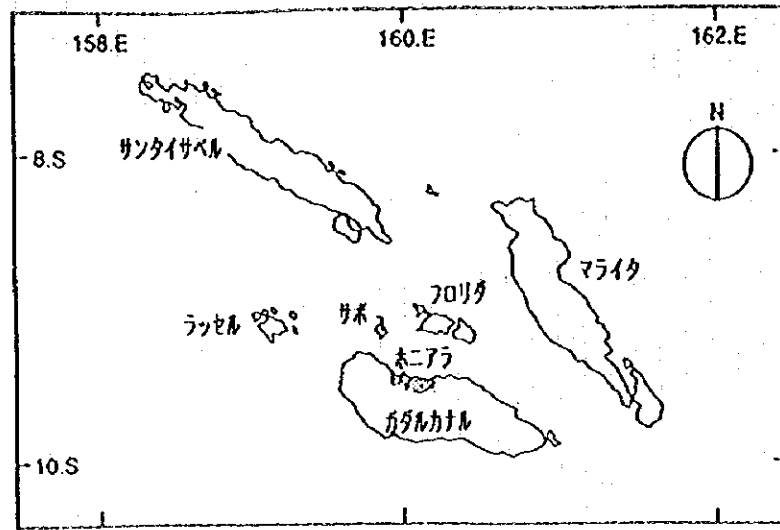 158.E 160.E 162.E
N
8.S
サンタイサベル
マライタ
フロリダ
サボ
ラッセル
ホニアラ
ガダルカナル
10.S